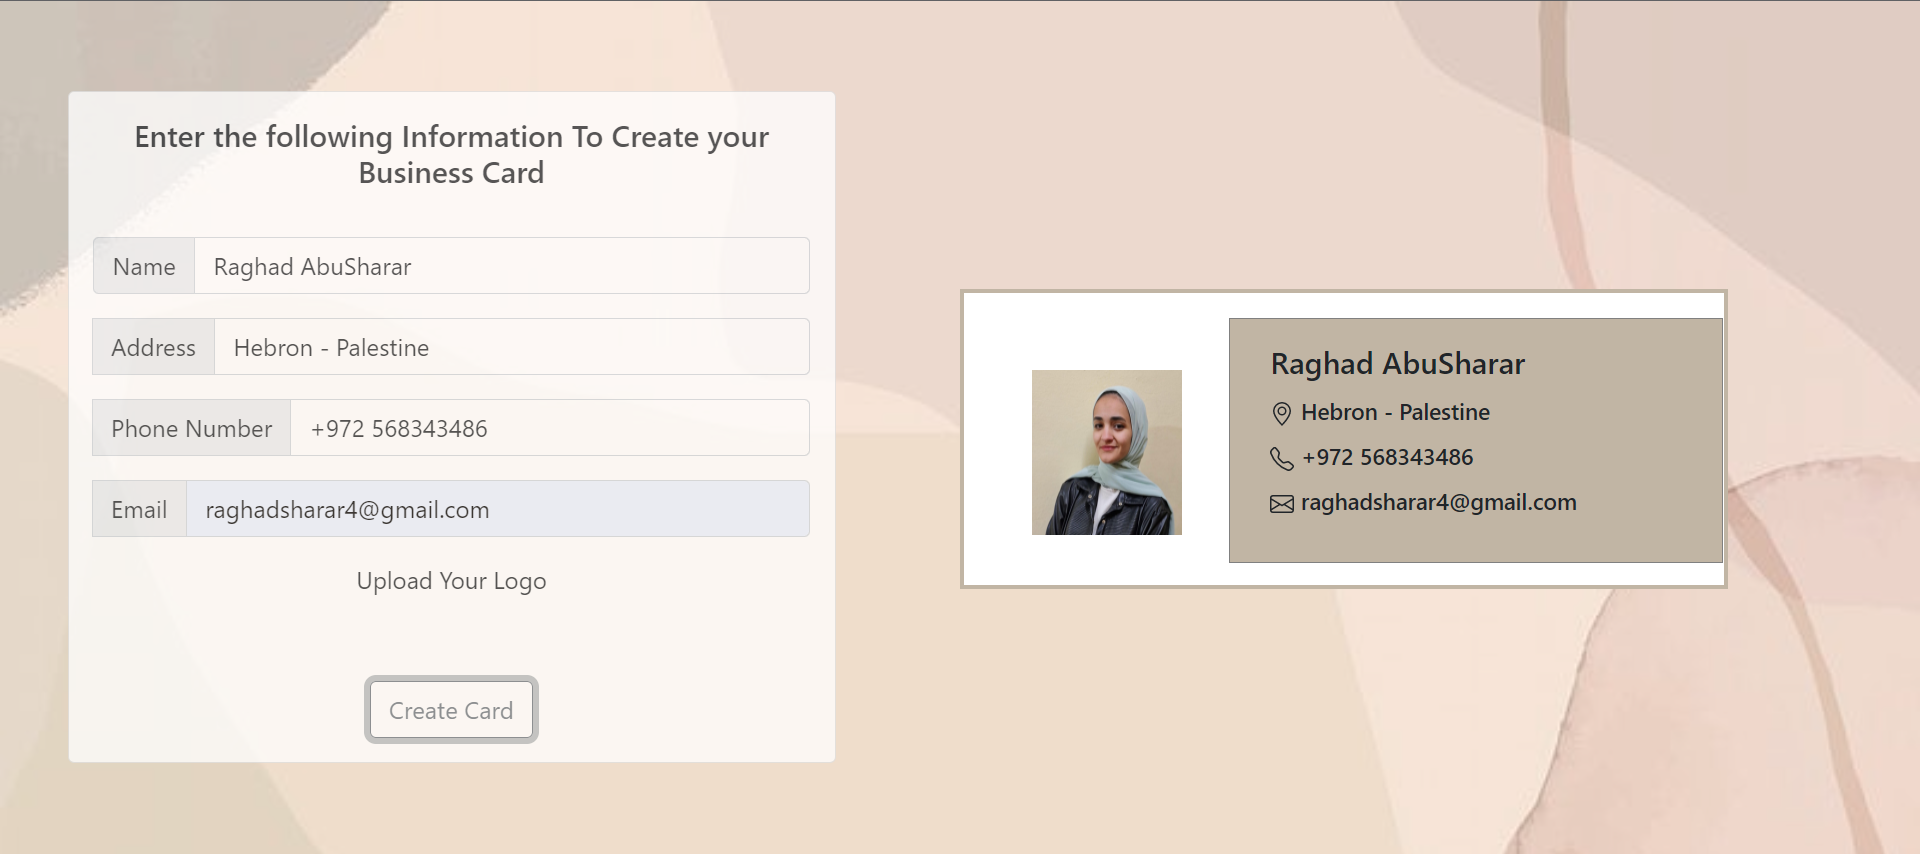 Enter the following Information To Create your
Business Card
Name
Raghad AbuSharar
Address
Hebron - Palestine
Phone Number
+972 568343486
Email
raghadsharar4@gmail.com
Upload Your Logo
Create Card
Raghad AbuSharar
Hebron - Palestine
+972 568343486
raghadsharar4@gmail.com